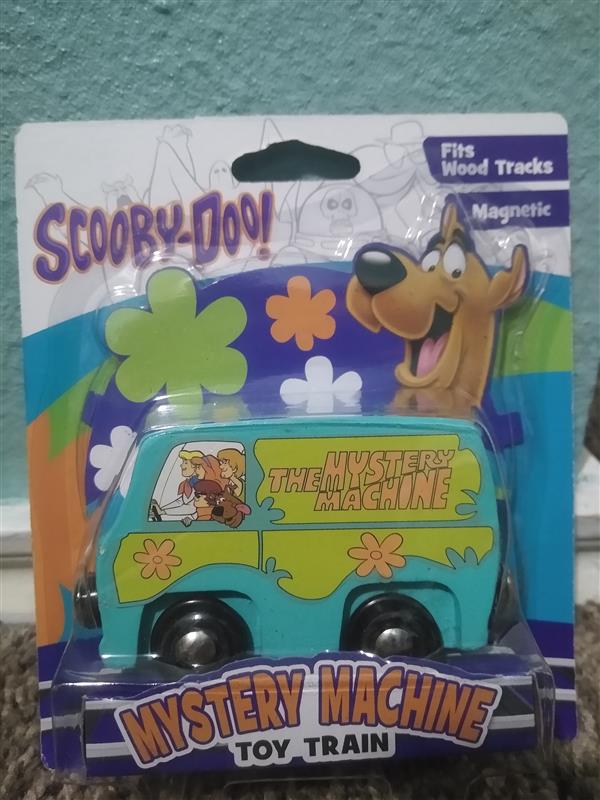 Fits
Wood Tracks
Magnetic
SCOOBY-DOO!
THE MYSTERY
MACHINE
MYSTERY MACHINE
TOY TRAIN